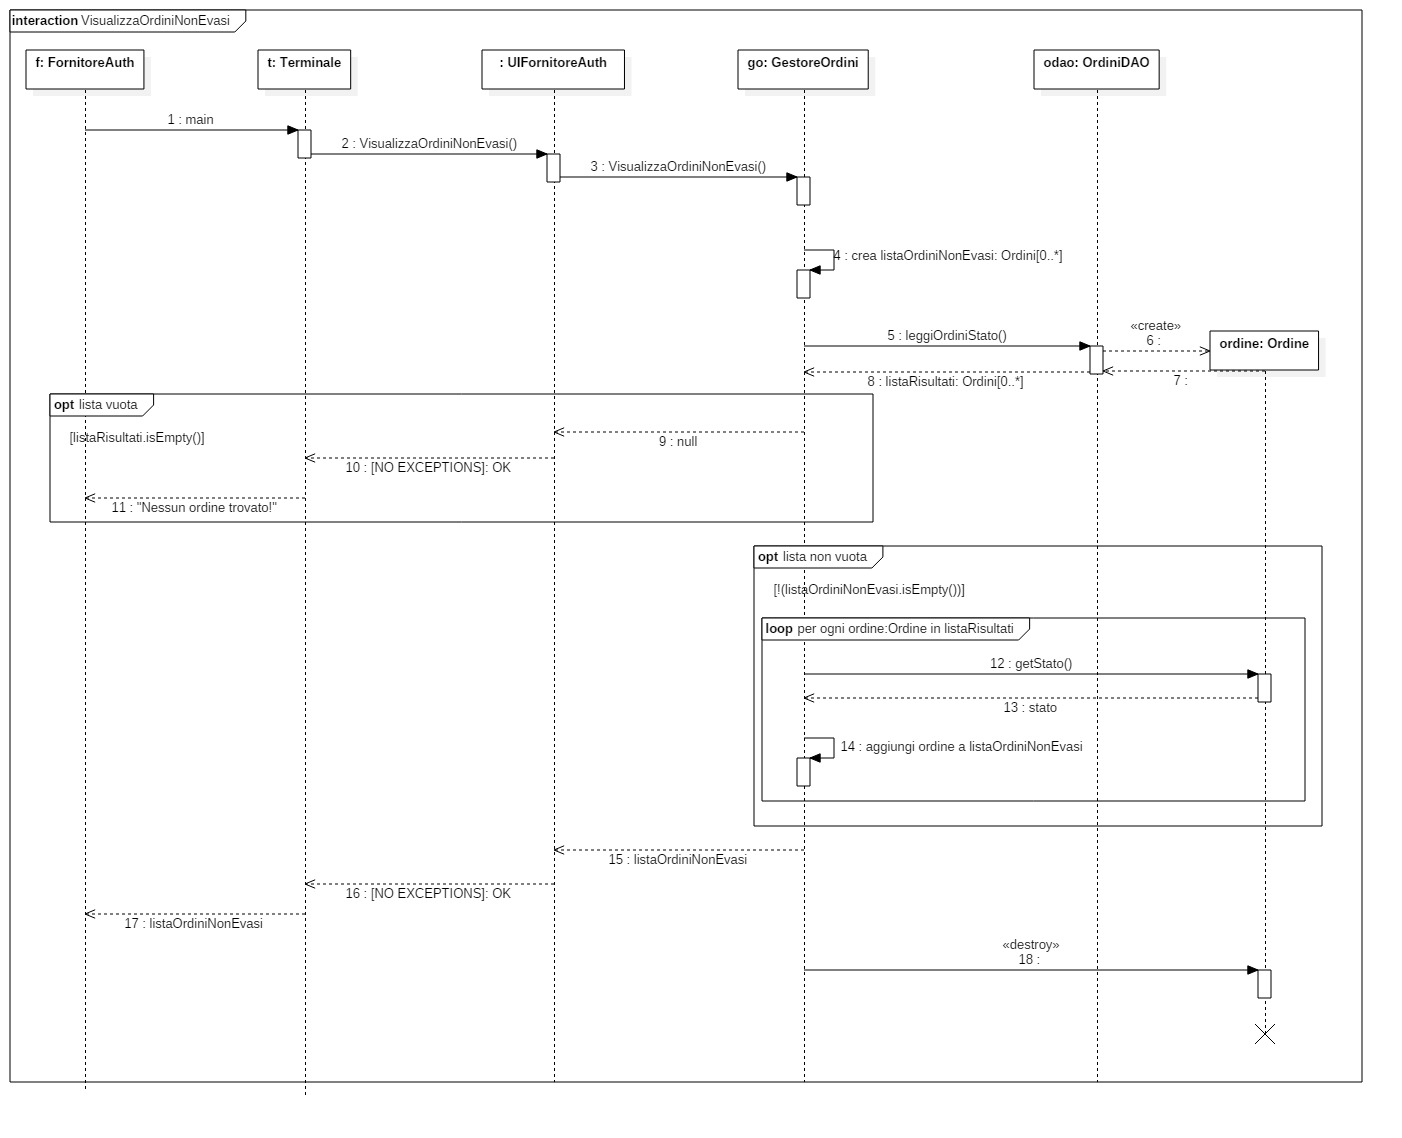 interaction VisualizzaOrdiniNonEvasi
f: FornitoreAuth
t: Terminale
: UIFornitoreAuth
go: GestoreOrdini
odao: OrdiniDAO
1 : main
2 : VisualizzaOrdiniNonEvasi()
3 : VisualizzaOrdiniNonEvasi()
4 : crea listaOrdiniNonEvasi: Ordini[0..*]
5 : leggiOrdiniStato()
«create»
6 :
ordine: Ordine
7 :
8 : listaRisultati: Ordini[0..*]
opt lista vuota
[listaRisultati.isEmpty()]
9 : null
10 : [NO EXCEPTIONS]: OK
11 : "Nessun ordine trovato!"
opt lista non vuota
[!(listaOrdiniNonEvasi.isEmpty())]
loop per ogni ordine:Ordine in listaRisultati
12 : getStato()
13 : stato
14 : aggiungi ordine a listaOrdiniNonEvasi
15 : listaOrdiniNonEvasi
16 : [NO EXCEPTIONS]: OK
17 : listaOrdiniNonEvasi
«destroy»
18 :